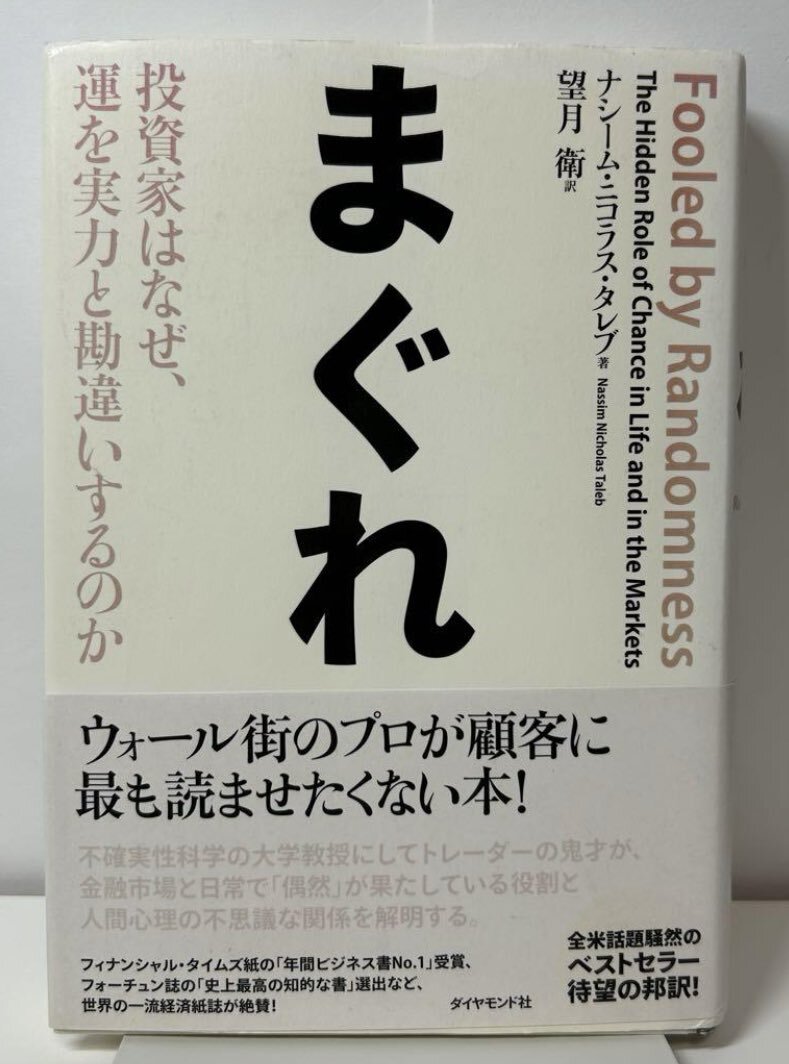 Fooled by Randomness
The Hidden Role of Chance in Life and in the Markets
ナシーム・ニコラス・タレブ 著 Nassim Nicholas Taleb
望月 衛 訳
まぐれ
投資家はなぜ、
運を実力と勘違いするのか
ウォール街のプロが顧客に
最も読ませたくない本!
不確実性科学の大学教授にしてトレーダーの鬼才が、
金融市場と日常で「偶然」が果たしている役割と
人間心理の不思議な関係を解明する。
フィナンシャル・タイムズ紙の「年間ビジネス書No.1」受賞、
フォーチュン誌の「史上最高の知的な書」選出など、
世界の一流経済紙誌が絶賛!
ダイヤモンド社
全米話題騒然の
ベストセラー
待望の邦訳!